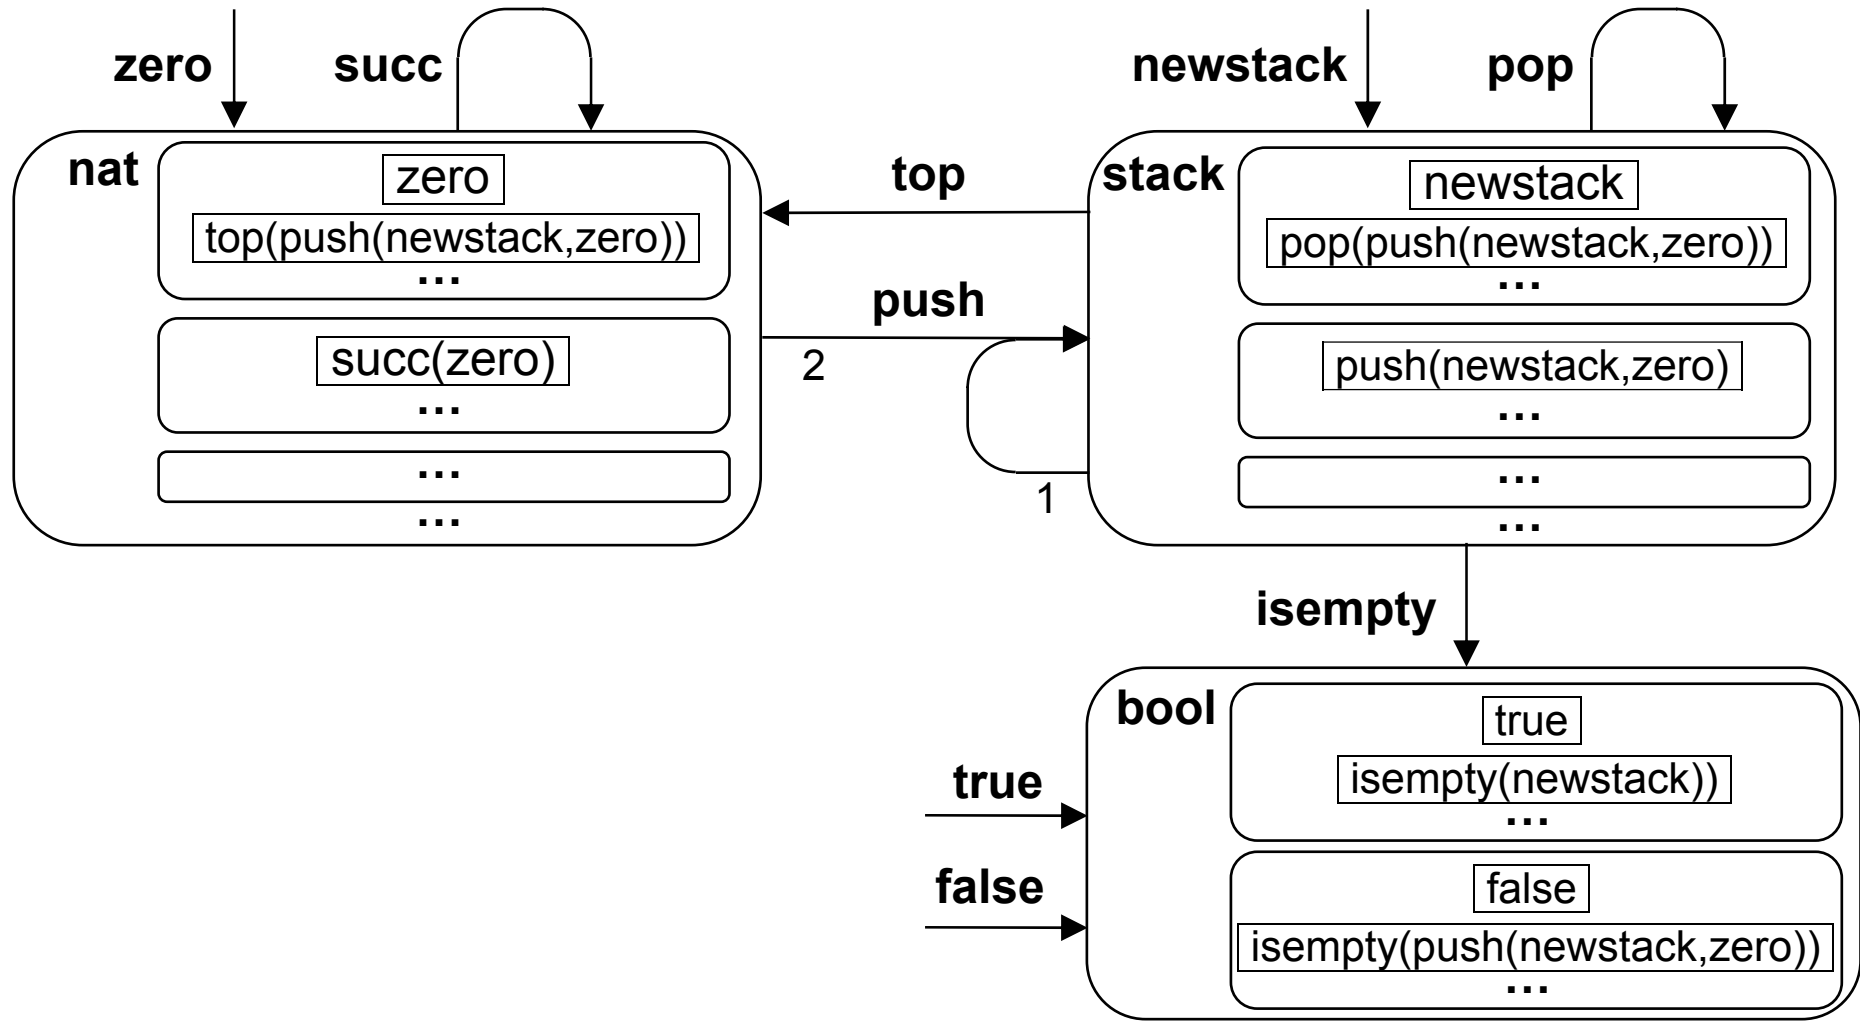 zero
succ
newstack
pop
nat
zero
top(push(newstack,zero))
...
succ(zero)
...
...
...
top
push
2
1
stack
newstack
pop(push(newstack,zero))
...
push(newstack,zero)
...
...
...
isempty
bool
true
isempty(newstack))
...
false
isempty(push(newstack,zero))
...
true
false